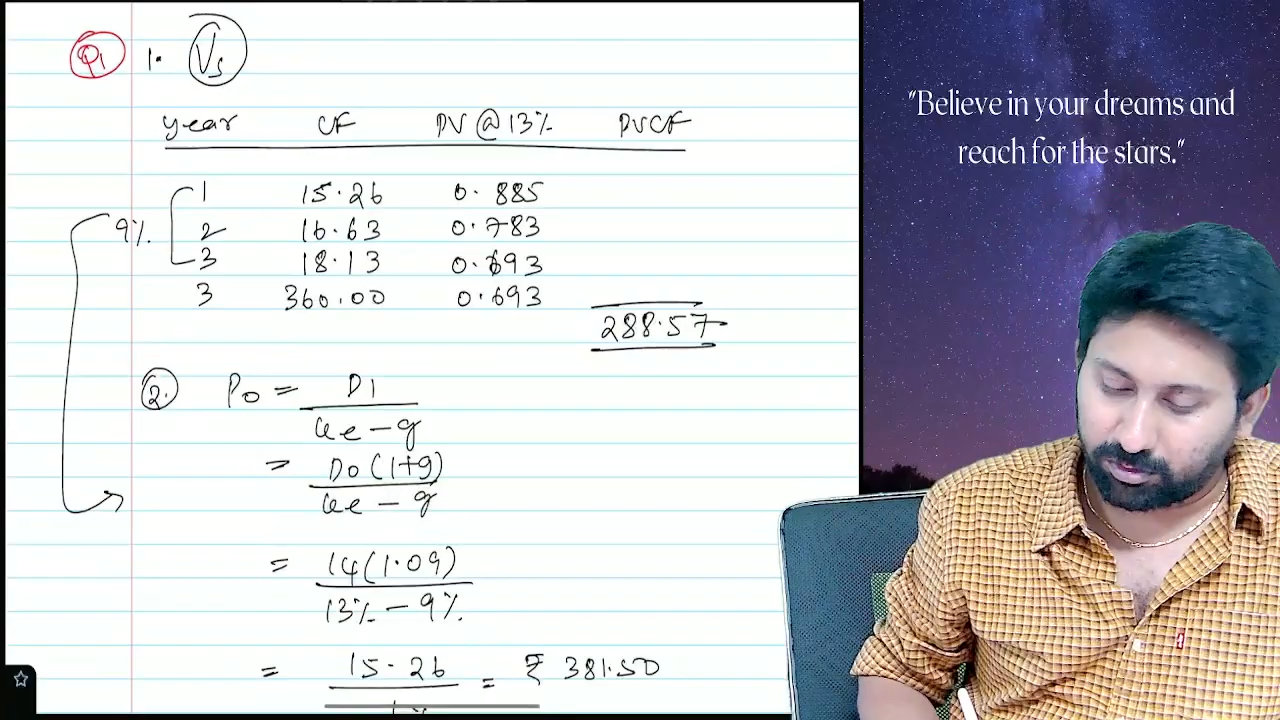 Q1 1. Vs
year CF PV @ 13% PVCF
1 15.26 0.885
9% 2 16.63 0.783
3 18.13 0.693
3 360.00 0.693
288.57
2. P0 = D1
ke - g
= D0 (1+g)
ke - g
= 14(1.09)
13% - 9%
= 15.26 = ₹ 381.50
"Believe in your dreams and
reach for the stars."